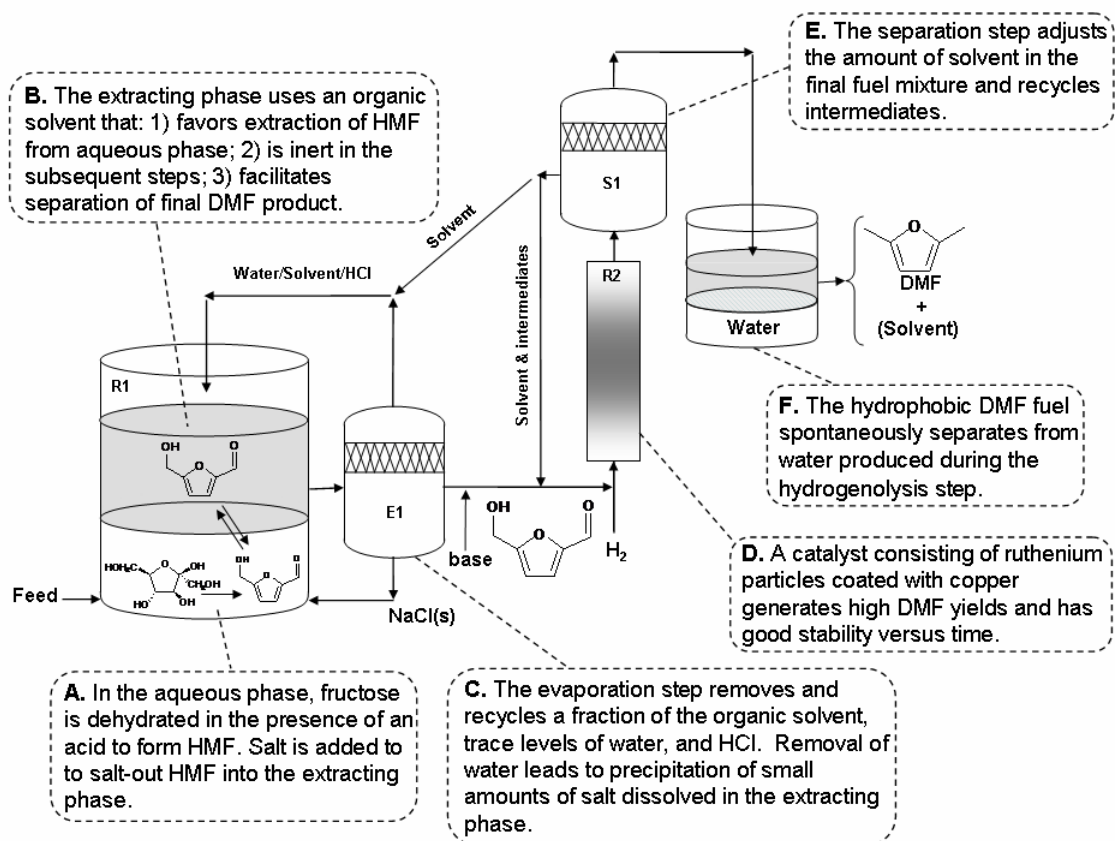 E. The separation step adjusts
the amount of solvent in the
final fuel mixture and recycles
intermediates.
B. The extracting phase uses an organic
solvent that: 1) favors extraction of HMF
from aqueous phase; 2) is inert in the
subsequent steps; 3) facilitates
separation of final DMF product.
S1
Solvent
Water/Solvent/HCl
R2
Solvent & intermediates
O
DMF
+
(Solvent)
Water
R1
OH
O
O
F. The hydrophobic DMF fuel
spontaneously separates from
water produced during the
hydrogenolysis step.
E1
base
OH
O
O
H2
D. A catalyst consisting of ruthenium
particles coated with copper
generates high DMF yields and has
good stability versus time.
HOH2C
O
OH
CH2OH
HO
OH
OH
O
O
Feed
NaCl(s)
A. In the aqueous phase, fructose
is dehydrated in the presence of an
acid to form HMF. Salt is added to
to salt-out HMF into the extracting
phase.
C. The evaporation step removes and
recycles a fraction of the organic solvent,
trace levels of water, and HCl. Removal of
water leads to precipitation of small
amounts of salt dissolved in the extracting
phase.